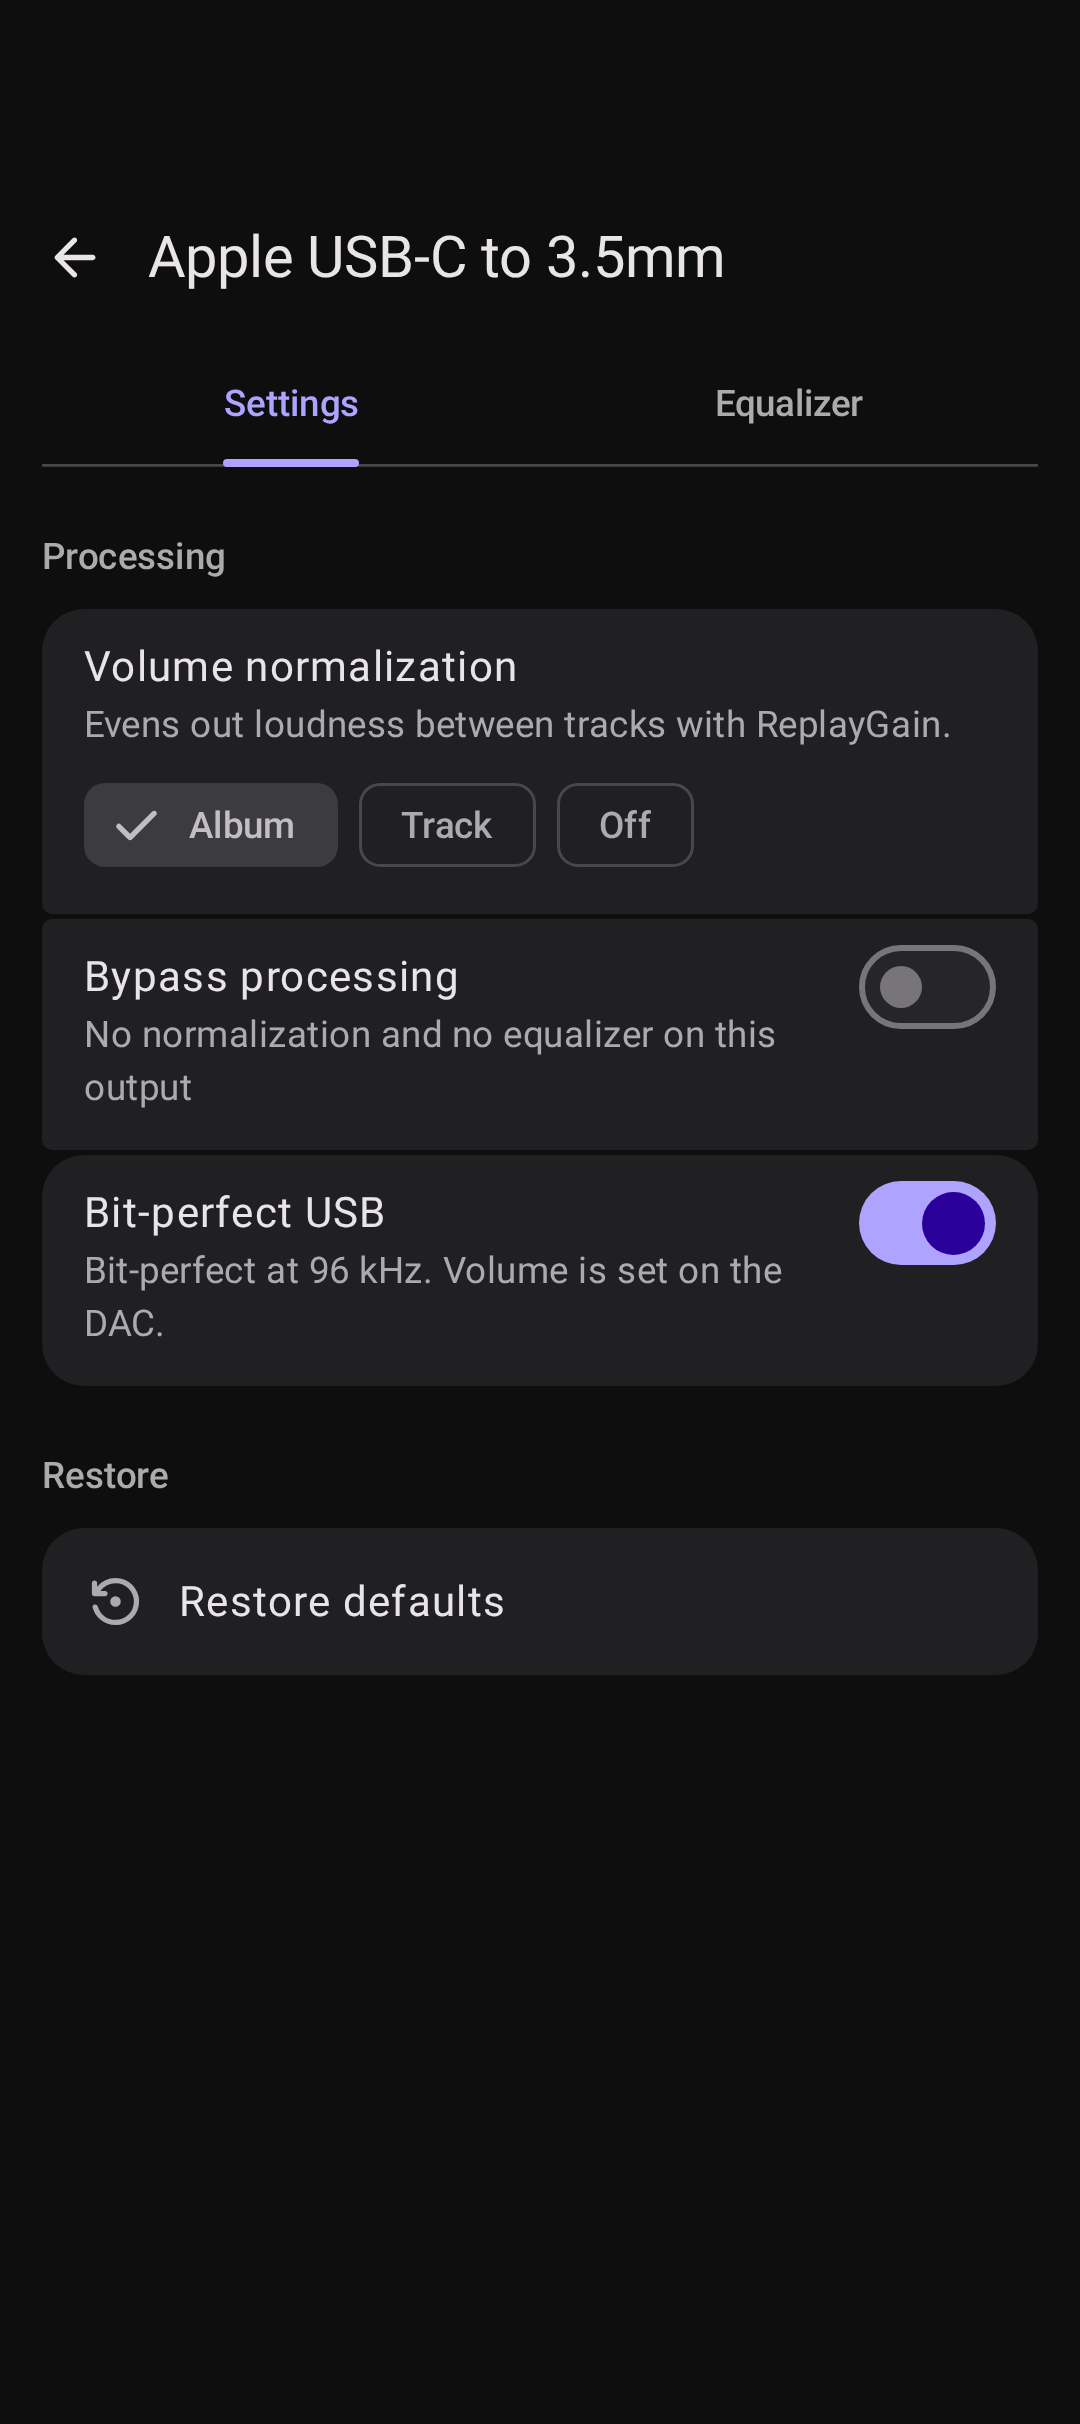 Apple USB-C to 3.5mm
Settings
Equalizer
Processing
Volume normalization
Evens out loudness between tracks with ReplayGain.
Album
Track
Off
Bypass processing
No normalization and no equalizer on this
output
Bit-perfect USB
Bit-perfect at 96 kHz. Volume is set on the
DAC.
Restore
Restore defaults